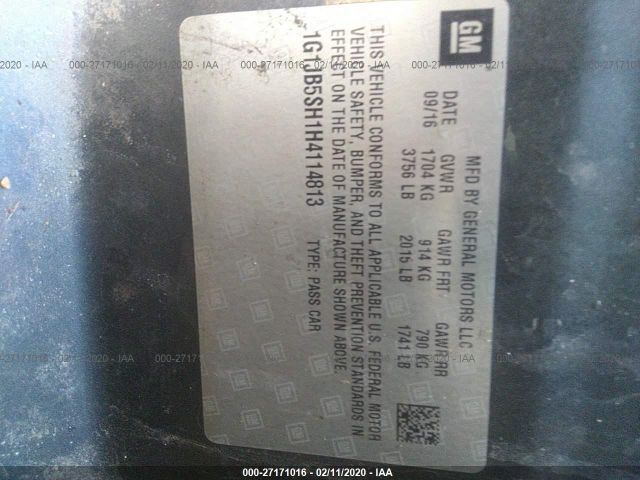 GM
MFD BY GENERAL MOTORS LLC
DATE GVWR GAWR FRT GAWR RR
09/16 1704 KG 914 KG 790 KG
3756 LB 2015 LB 1741 LB
THIS VEHICLE CONFORMS TO ALL APPLICABLE U.S. FEDERAL MOTOR
VEHICLE SAFETY, BUMPER, AND THEFT PREVENTION STANDARDS IN
EFFECT ON THE DATE OF MANUFACTURE SHOWN ABOVE.
1G1JB5SH1H4114813 TYPE: PASS CAR
000-27171016 - 02/11/2020 - IAA